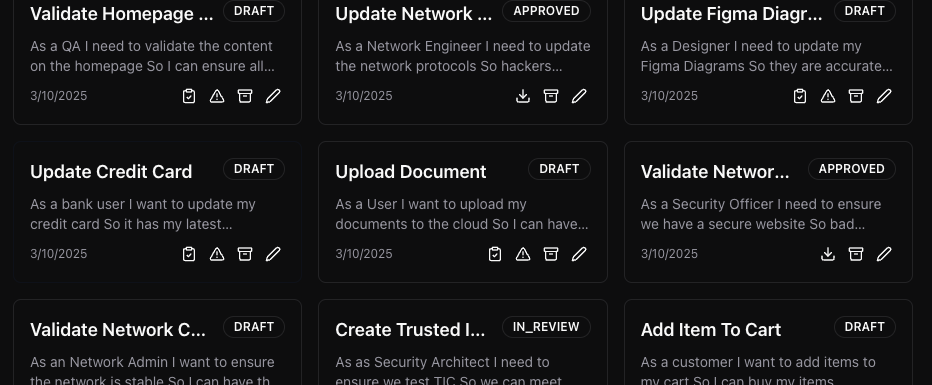 Validate Homepage ... DRAFT
As a QA I need to validate the content
on the homepage So I can ensure all...
3/10/2025
Update Network ... APPROVED
As a Network Engineer I need to update
the network protocols So hackers...
3/10/2025
Update Figma Diagr... DRAFT
As a Designer I need to update my
Figma Diagrams So they are accurate...
3/10/2025
Update Credit Card DRAFT
As a bank user I want to update my
credit card So it has my latest...
3/10/2025
Upload Document DRAFT
As a User I want to upload my
documents to the cloud So I can have...
3/10/2025
Validate Networ... APPROVED
As a Security Officer I need to ensure
we have a secure website So bad...
3/10/2025
Validate Network C... DRAFT
As an Network Admin I want to ensure
the network is stable So I can have th
Create Trusted I... IN_REVIEW
As as Security Architect I need to
ensure we test TIC So we can meet
Add Item To Cart DRAFT
As a customer I want to add items to
my cart So I can buy my items